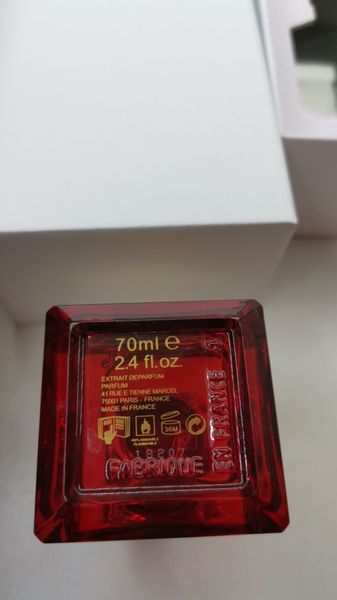 70ml e
2.4 fl.oz.
EXTRAIT DEPARFUM
PARFUM
41 RUE E TIENNE MARCEL
75001 PARIS - FRANCE
MADE IN FRANCE
36M
INFLAMMABLE
FLAMMABLE
FABRIQUE
EN FRANCE